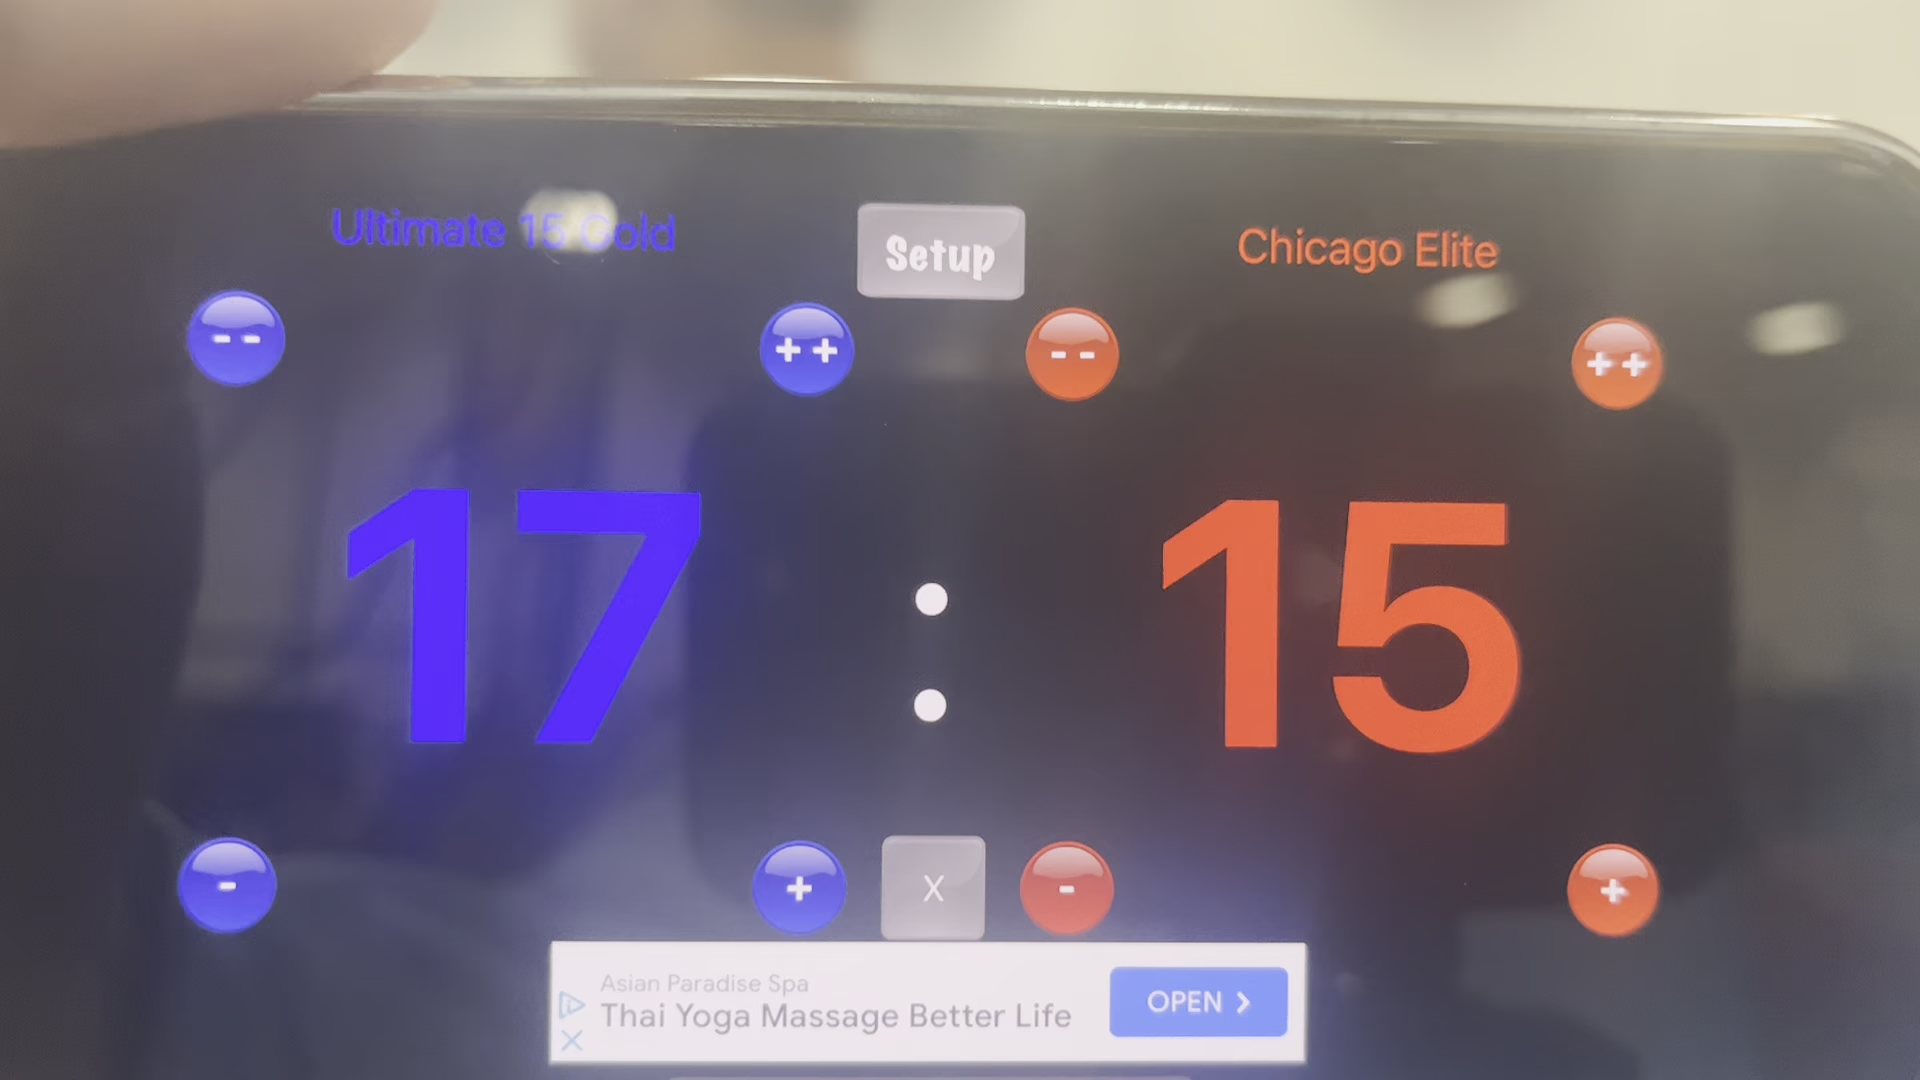 Ultimate 15 Gold
Setup
Chicago Elite
- -
+ +
- -
+ +
17 : 15
-
+
X
-
+
Asian Paradise Spa
Thai Yoga Massage Better Life
OPEN >